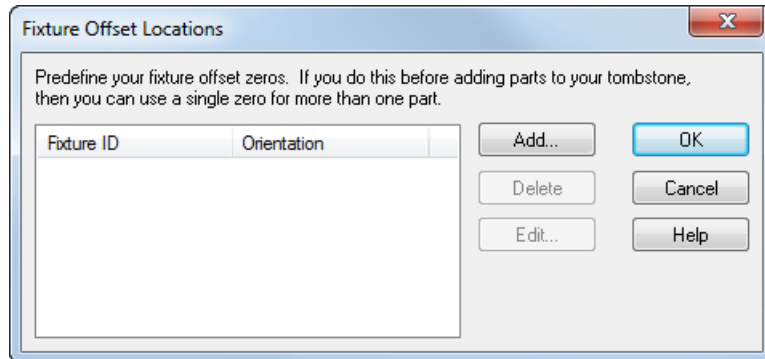 Fixture Offset Locations
Predefine your fixture offset zeros. If you do this before adding parts to your tombstone,
then you can use a single zero for more than one part.
Fixture ID Orientation
Add... OK
Delete Cancel
Edit... Help